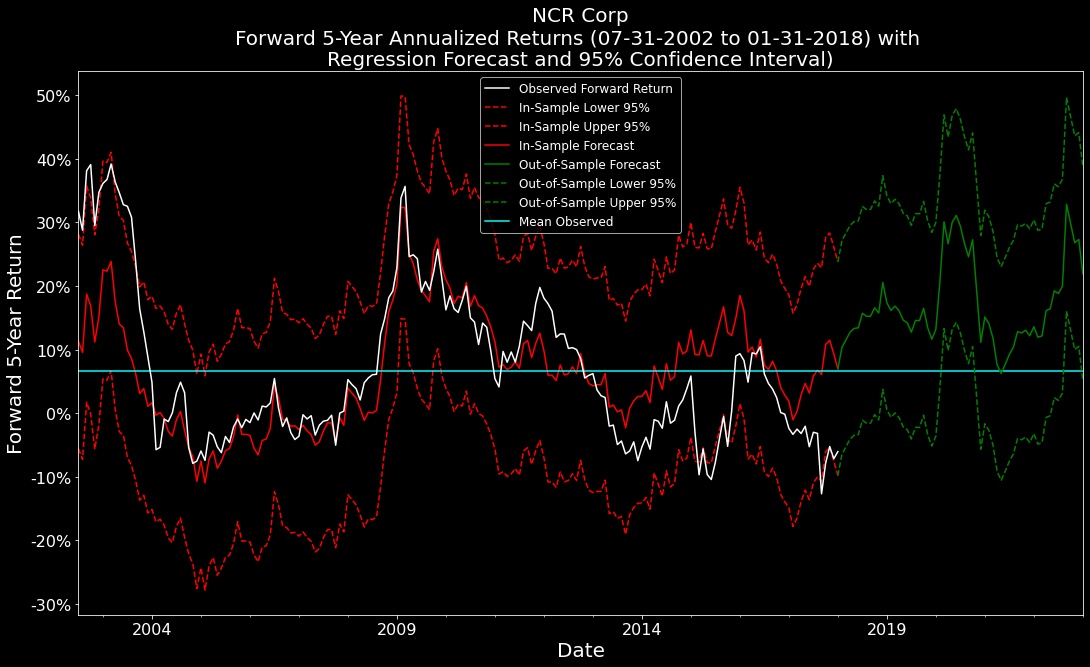 NCR Corp
Forward 5-Year Annualized Returns (07-31-2002 to 01-31-2018) with
Regression Forecast and 95% Confidence Interval)
Observed Forward Return
In-Sample Lower 95%
In-Sample Upper 95%
In-Sample Forecast
Out-of-Sample Forecast
Out-of-Sample Lower 95%
Out-of-Sample Upper 95%
Mean Observed
Forward 5-Year Return
50%
40%
30%
20%
10%
0%
-10%
-20%
-30%
2004
2009
2014
2019
Date